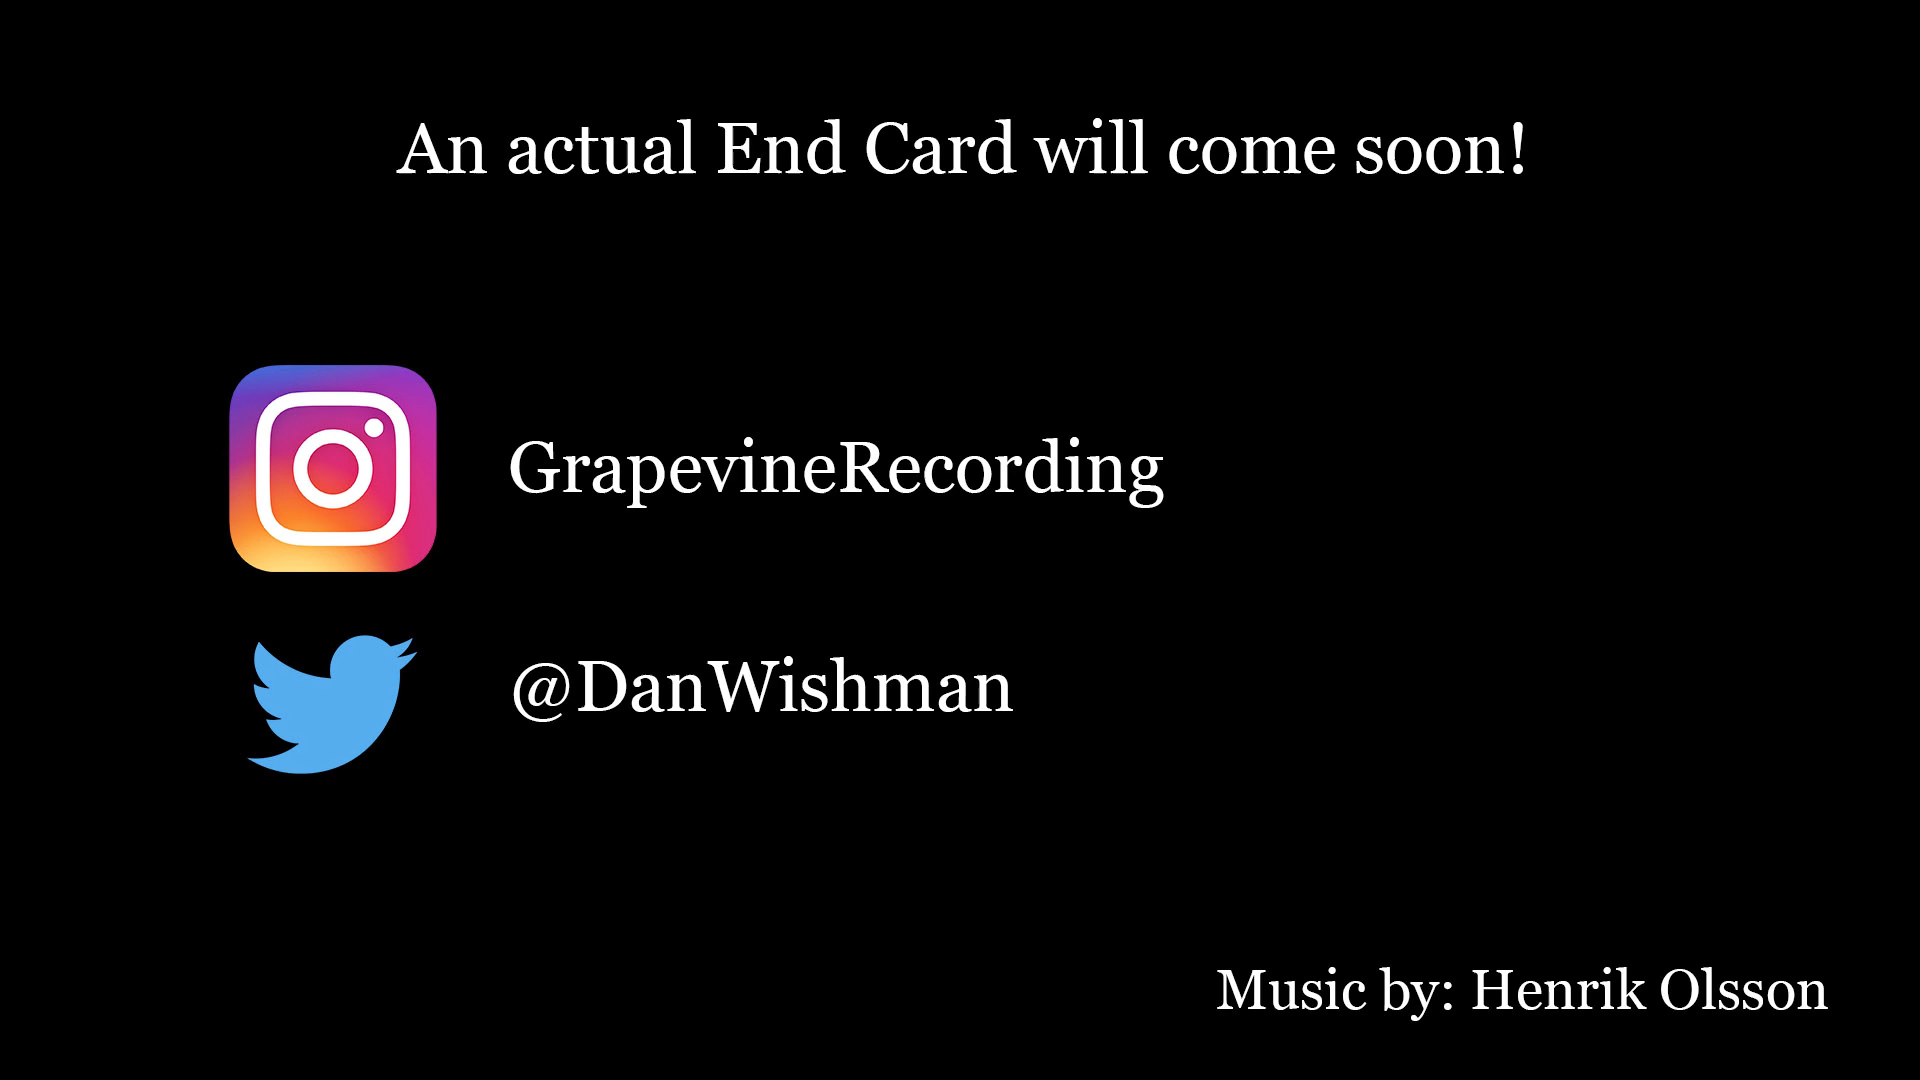 An actual End Card will come soon!
GrapevineRecording
@DanWishman
Music by: Henrik Olsson